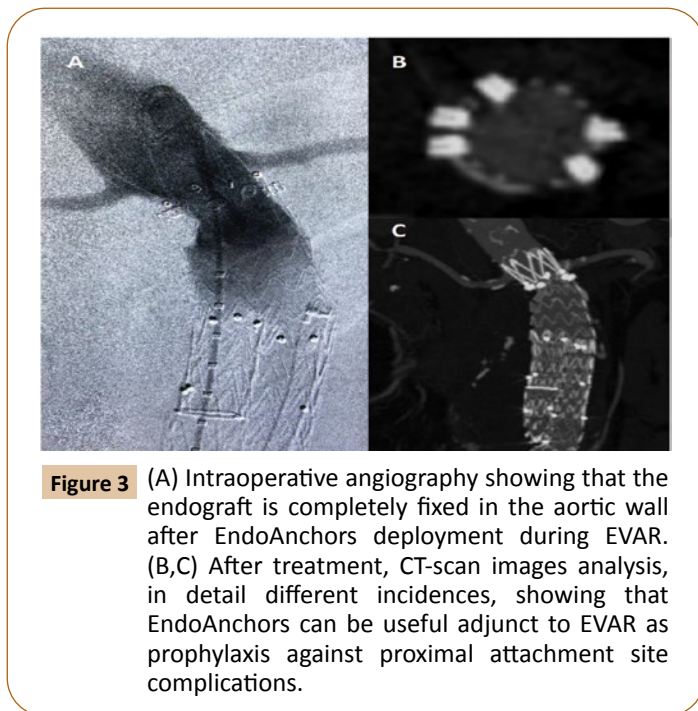 A
B
C
Figure 3 (A) Intraoperative angiography showing that the
endograft is completely fixed in the aortic wall
after EndoAnchors deployment during EVAR.
(B,C) After treatment, CT-scan images analysis,
in detail different incidences, showing that
EndoAnchors can be useful adjunct to EVAR as
prophylaxis against proximal attachment site
complications.